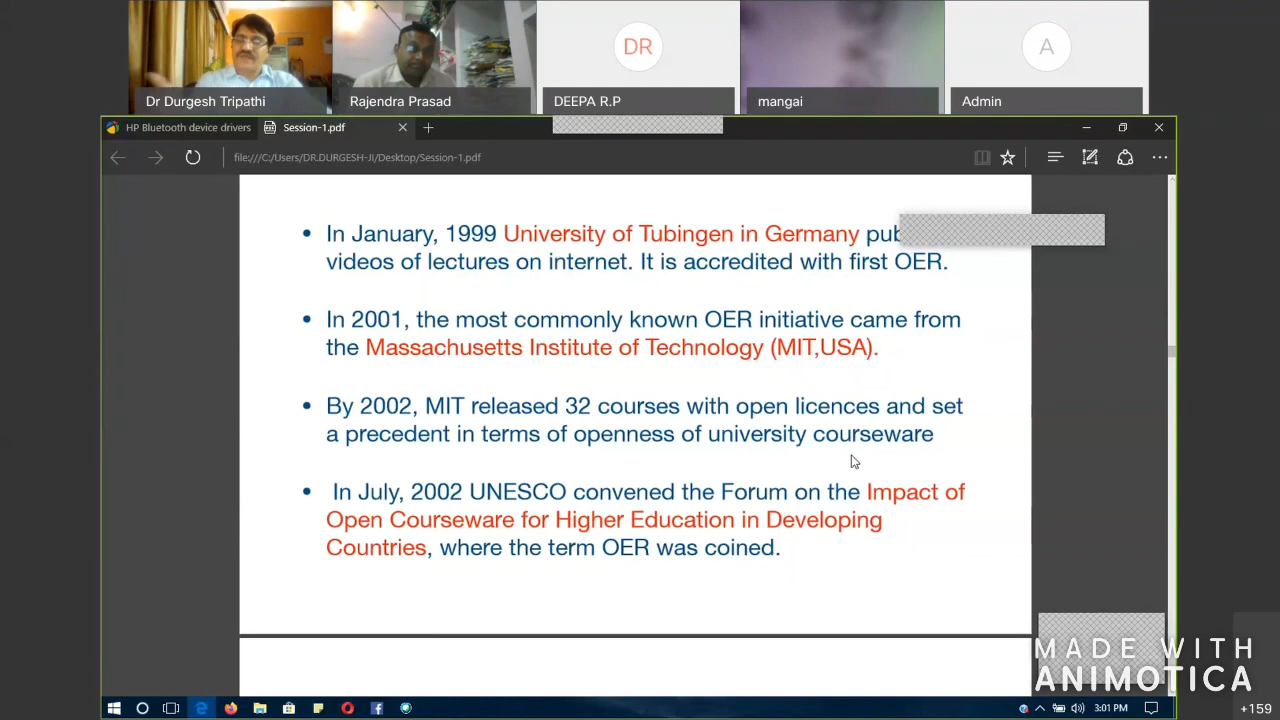 DR
A
Dr Durgesh Tripathi
Rajendra Prasad
DEEPA R.P
mangai
Admin
HP Bluetooth device drivers
Session-1.pdf
file:///C:/Users/DR.DURGESH-JI/Desktop/Session-1.pdf
• In January, 1999 University of Tubingen in Germany
videos of lectures on internet. It is accredited with first OER.
• In 2001, the most commonly known OER initiative came from
the Massachusetts Institute of Technology (MIT,USA).
• By 2002, MIT released 32 courses with open licences and set
a precedent in terms of openness of university courseware
• In July, 2002 UNESCO convened the Forum on the Impact of
Open Courseware for Higher Education in Developing
Countries, where the term OER was coined.
MADE WITH
ANIMOTICA
3:01 PM
+159